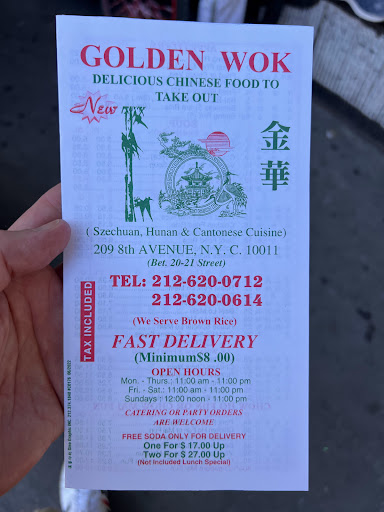 GOLDEN WOK
DELICIOUS CHINESE FOOD TO
TAKE OUT
New
金
華
( Szechuan, Hunan & Cantonese Cuisine)
209 8th AVENUE, N.Y. C. 10011
(Bet. 20-21 Street)
TEL: 212-620-0712
212-620-0614
TAX INCLUDED
(We Serve Brown Rice)
FAST DELIVERY
(Minimum$8 .00)
OPEN HOURS
Mon. - Thurs.: 11:00 am - 11:00 pm
Fri. - Sat.: 11:00 am - 11:00 pm
Sundays : 12:00 noon - 11:00 pm
CATERING OR PARTY ORDERS
ARE WELCOME
FREE SODA ONLY FOR DELIVERY
One For $ 17.00 Up
Two For $ 27.00 Up
(Not Included Lunch Special)